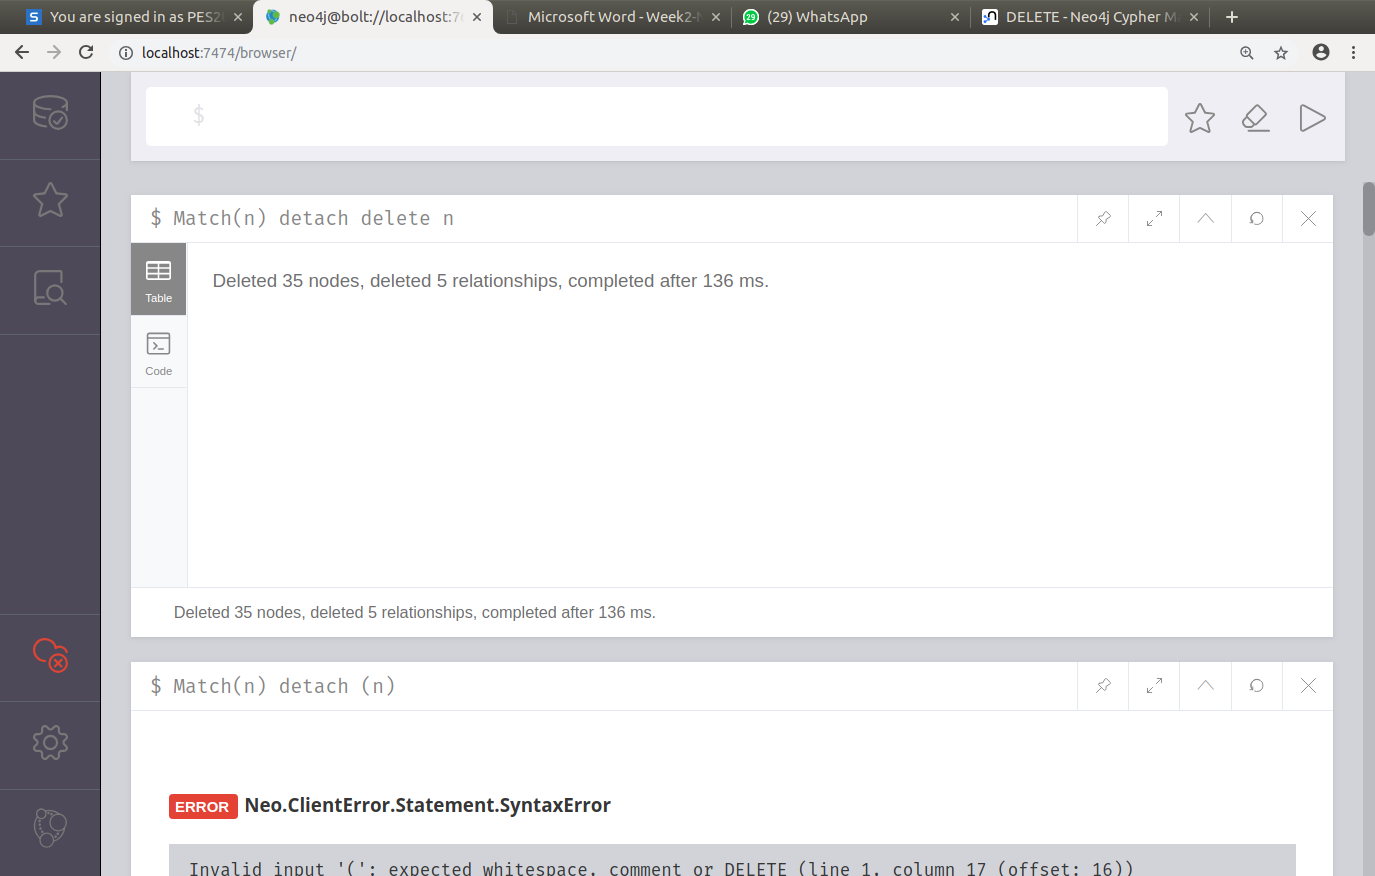 You are signed in as PES2
neo4j@bolt://localhost:7
Microsoft Word - Week2-
29 (29) WhatsApp
DELETE - Neo4j Cypher M
localhost:7474/browser/
$
$ Match(n) detach delete n
Table
Deleted 35 nodes, deleted 5 relationships, completed after 136 ms.
Code
Deleted 35 nodes, deleted 5 relationships, completed after 136 ms.
$ Match(n) detach (n)
ERROR Neo.ClientError.Statement.SyntaxError
Invalid input '(': expected whitespace, comment or DELETE (line 1, column 17 (offset: 16))